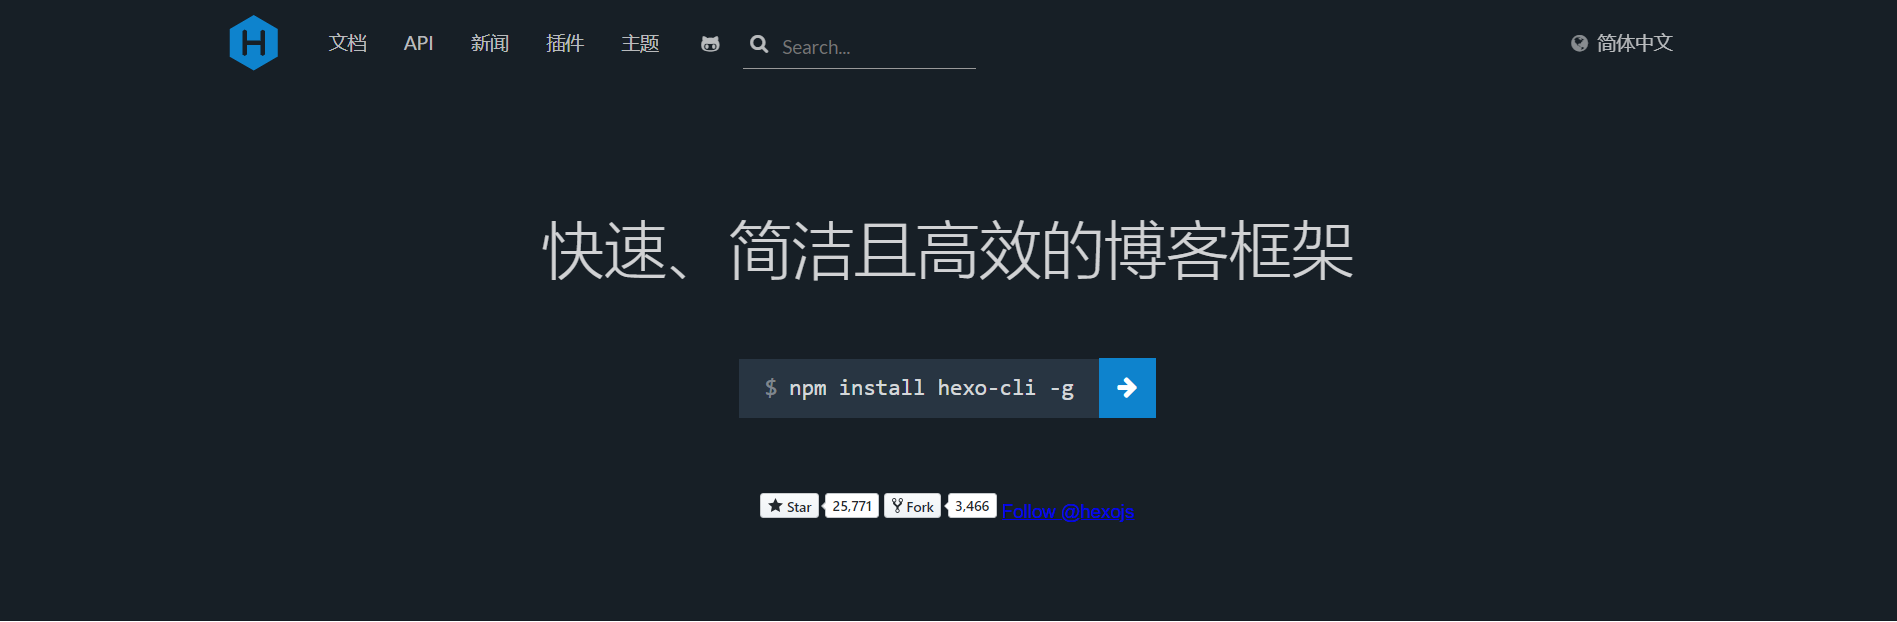 H 文档 API 新闻 插件 主题 Search... 简体中文
快速、简洁且高效的博客框架
$ npm install hexo-cli -g
Star 25,771 Fork 3,466 Follow @hexojs